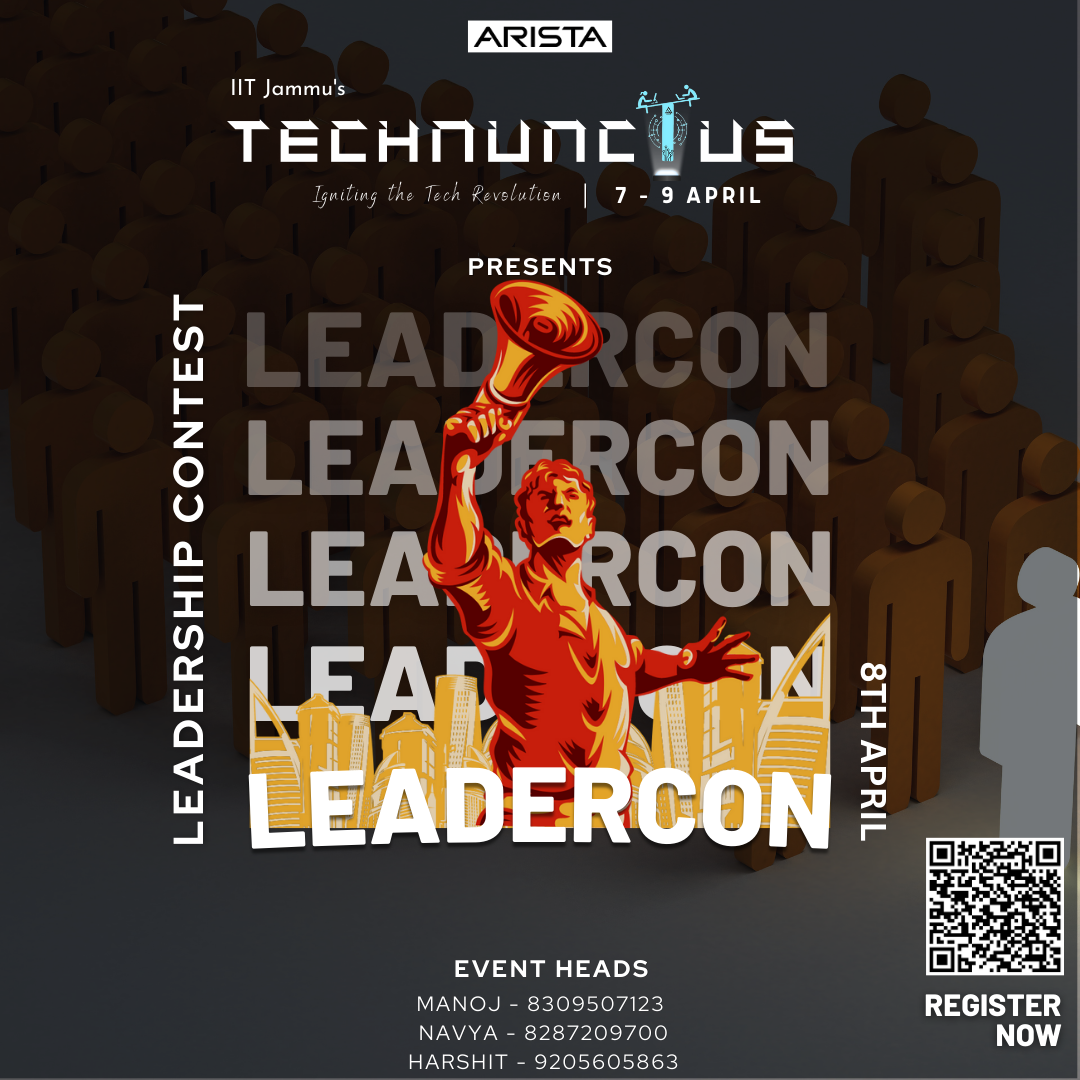 ARISTA
IIT Jammu's
TECHNUNCTUS
Igniting the Tech Revolution | 7 - 9 APRIL
PRESENTS
LEADERSHIP CONTEST
LEADERCON
LEADERCON
LEADERCON
LEADERCON
LEADERCON
8TH APRIL
EVENT HEADS
MANOJ - 8309507123
NAVYA - 8287209700
HARSHIT - 9205605863
REGISTER
NOW